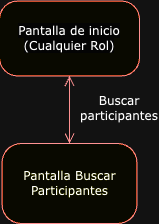 Pantalla de inicio
(Cualquier Rol)
Buscar
participantes
Pantalla Buscar
Participantes